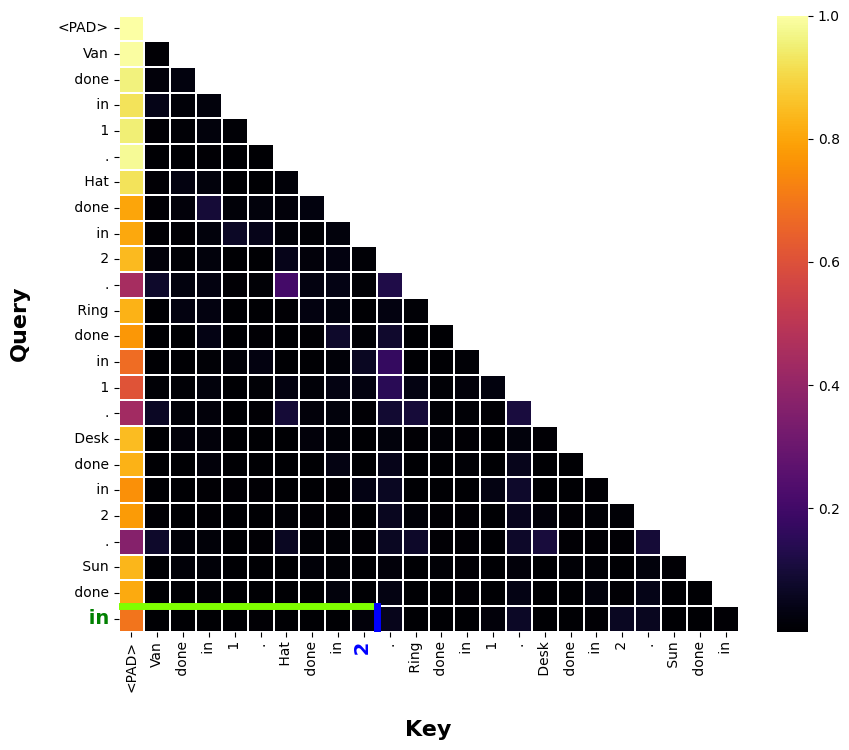 <PAD>
Van
done
in
1
.
Hat
done
in
2
.
Ring
done
in
1
.
Desk
done
in
2
.
Sun
done
in
Query
<PAD>
Van
done
in
1
.
Hat
done
in
2
.
Ring
done
in
1
.
Desk
done
in
2
.
Sun
done
in
Key
1.0
0.8
0.6
0.4
0.2